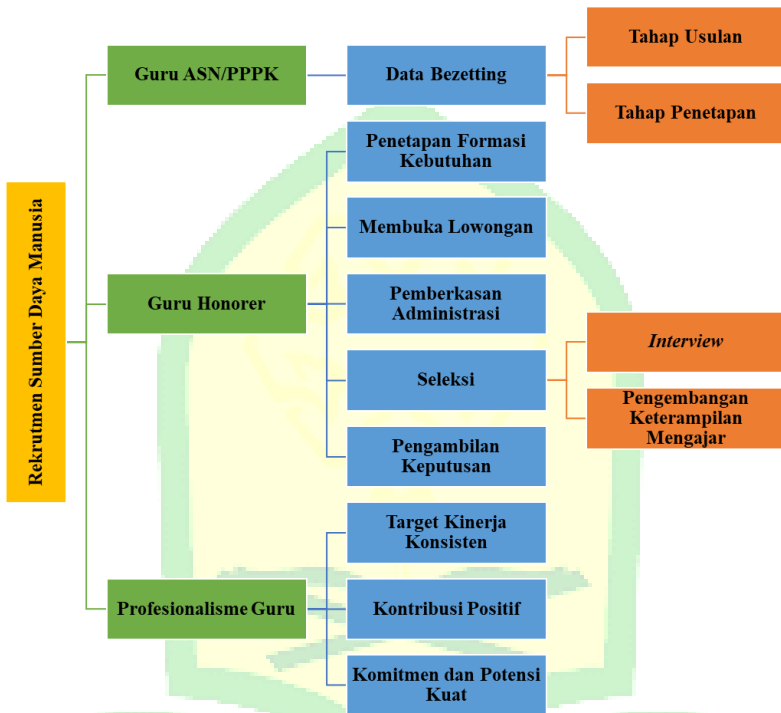 Rekrutmen Sumber Daya Manusia
Guru ASN/PPPK
Data Bezetting
Tahap Usulan
Tahap Penetapan
Guru Honorer
Penetapan Formasi
Kebutuhan
Membuka Lowongan
Pemberkasan
Administrasi
Seleksi
Interview
Pengembangan
Keterampilan
Mengajar
Pengambilan
Keputusan
Profesionalisme Guru
Target Kinerja
Konsisten
Kontribusi Positif
Komitmen dan Potensi
Kuat